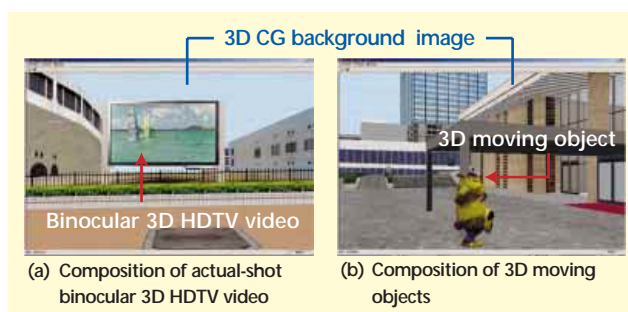 3D CG background image
3D moving object
Binocular 3D HDTV video
(a) Composition of actual-shot
binocular 3D HDTV video
(b) Composition of 3D moving
objects